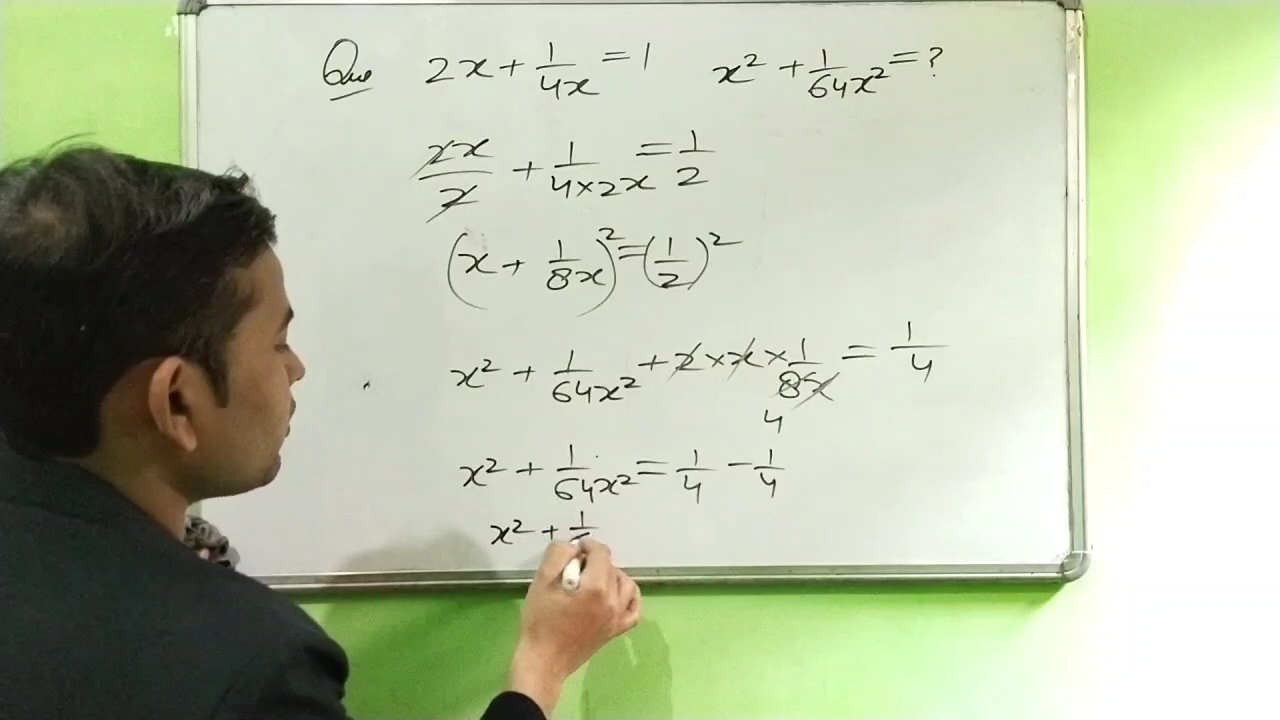 Que 2x + 1/4x = 1 x² + 1/64x² = ?
2x/2 + 1/4×2x = 1/2
(x + 1/8x)² = (1/2)²
x² + 1/64x² + 2 × x × 1/8x = 1/4
4
x² + 1/64x² = 1/4 - 1/4
x² + 1/